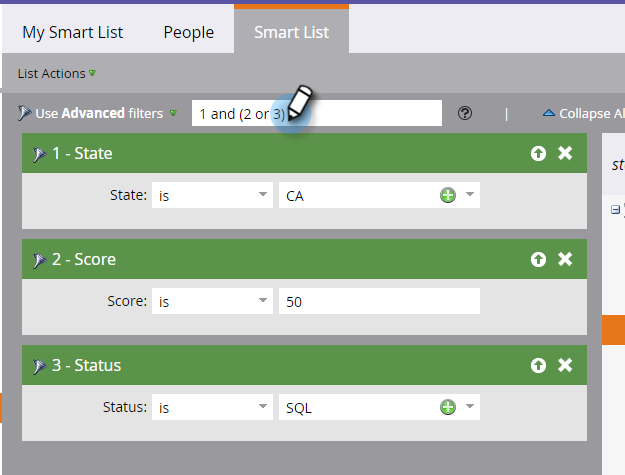 My Smart List People Smart List
List Actions
Use Advanced filters 1 and (2 or 3) ? | Collapse Al
1 - State
State: is CA
2 - Score
Score: is 50
3 - Status
Status: is SQL
st